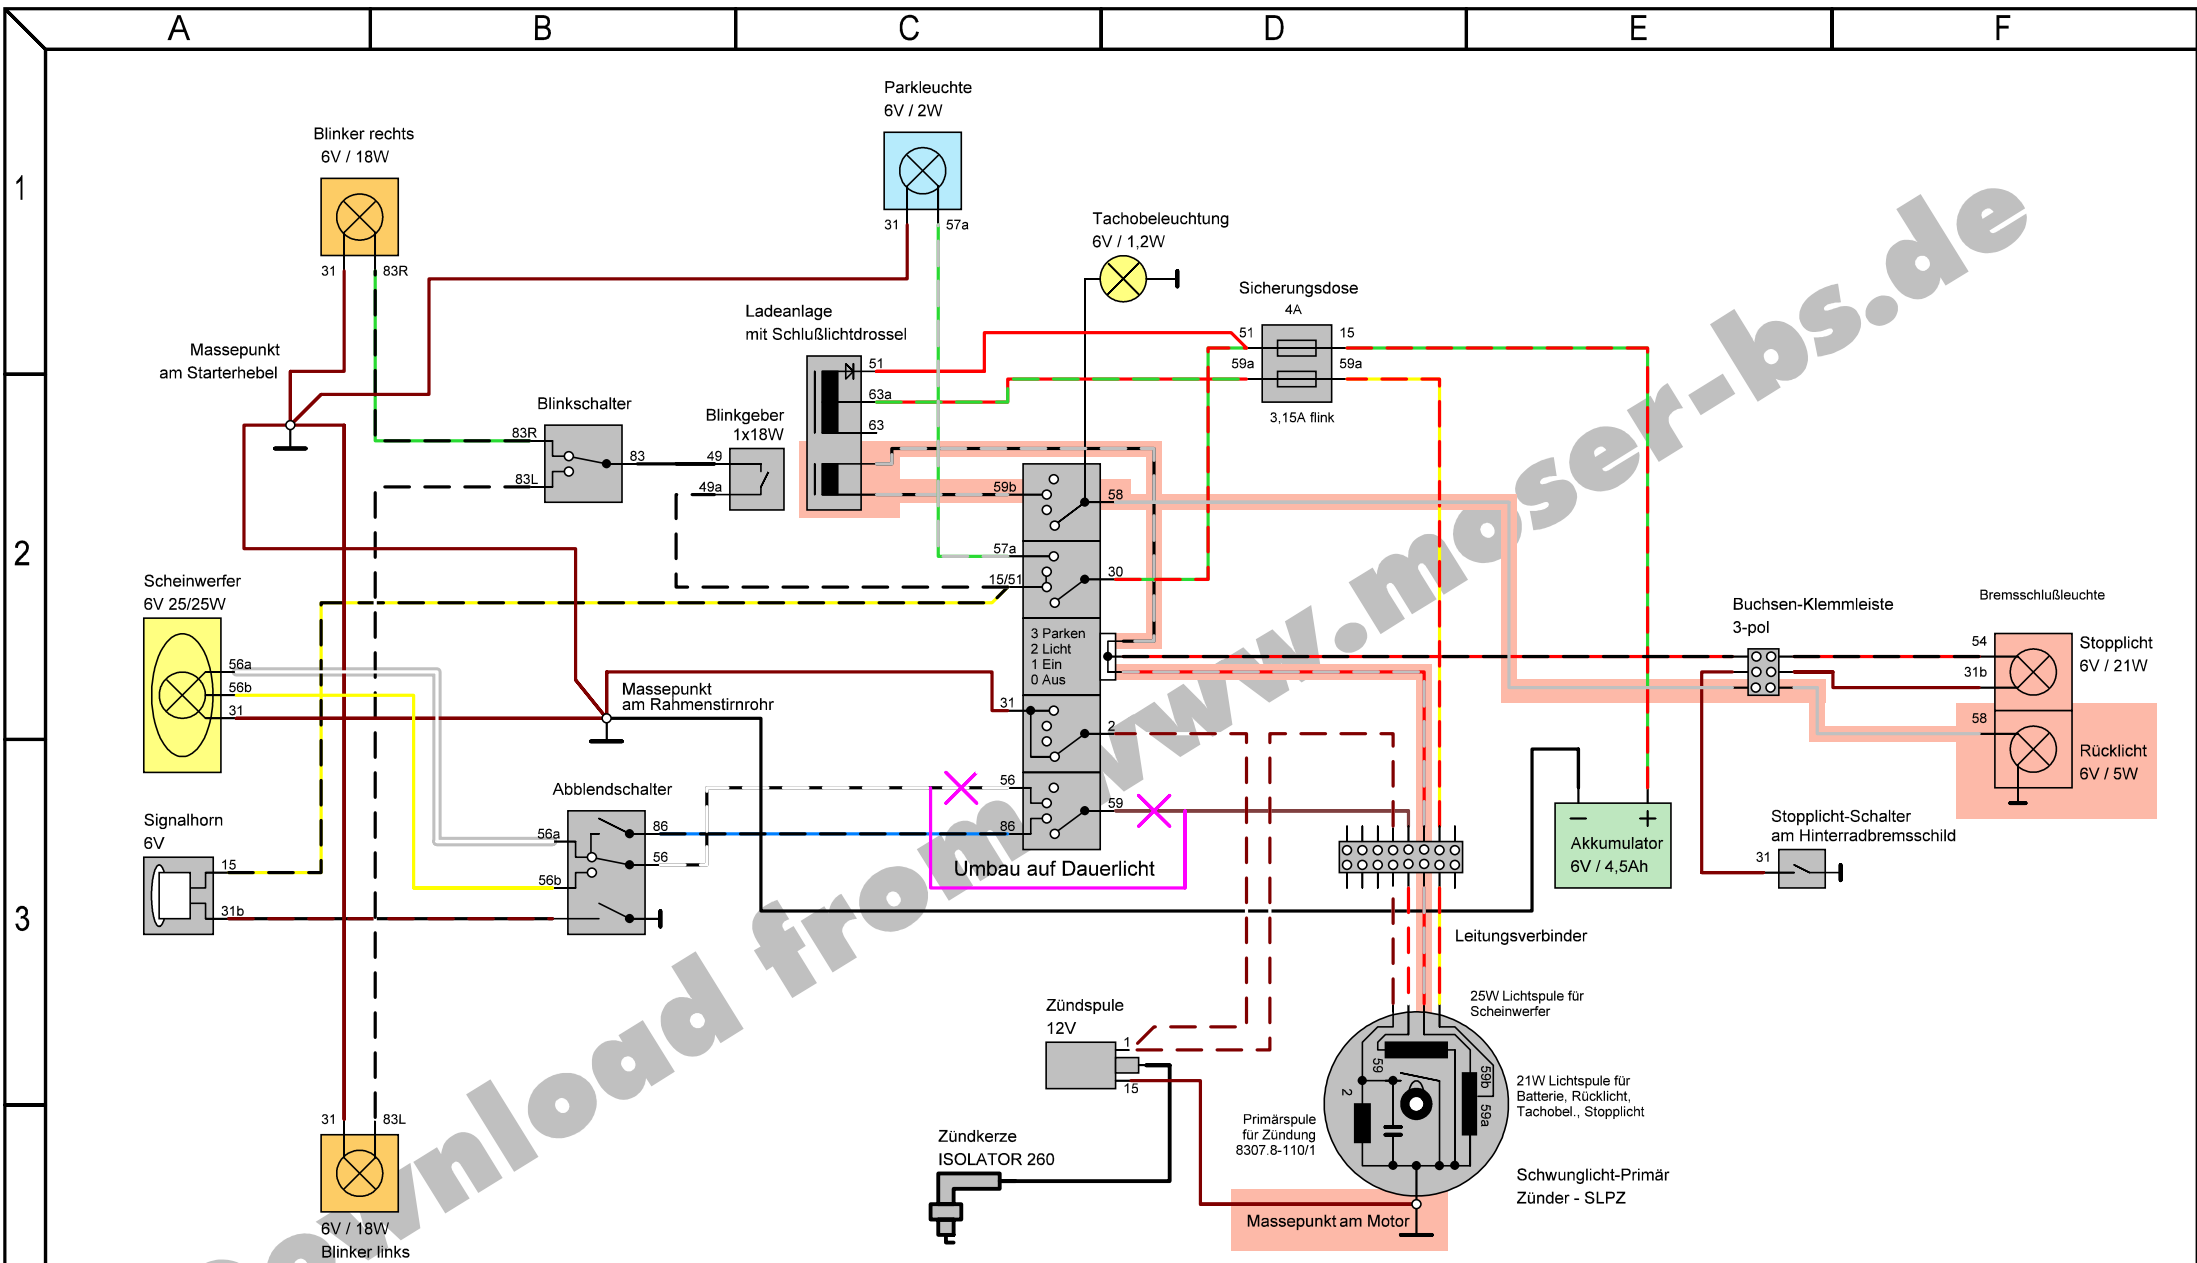 A
B
C
D
E
F
1
2
3
Parkleuchte
6V / 2W
31
57a
Blinker rechts
6V / 18W
31
83R
Tachobeleuchtung
6V / 1,2W
Sicherungsdose
4A
51
15
59a
59a
3,15A flink
Ladeanlage
mit Schlußlichtdrossel
51
63a
63
Massepunkt
am Starterhebel
Blinkschalter
83R
83L
83
Blinkgeber
1x18W
49
49a
59b
58
57a
15/51
30
3 Parken
2 Licht
1 Ein
0 Aus
31
2
56
59
86
Umbau auf Dauerlicht
Scheinwerfer
6V 25/25W
56a
56b
31
Massepunkt
am Rahmenstirnrohr
Buchsen-Klemmleiste
3-pol
Bremsschlußleuchte
54
31b
58
Stopplicht
6V / 21W
Rücklicht
6V / 5W
Abblendschalter
56a
56b
86
56
Signalhorn
6V
15
31b
Akkumulator
6V / 4,5Ah
Stopplicht-Schalter
am Hinterradbremsschild
31
Leitungsverbinder
25W Lichtspule für
Scheinwerfer
Zündspule
12V
1
15
59
2
59b
59a
21W Lichtspule für
Batterie, Rücklicht,
Tachobel., Stopplicht
Primärspule
für Zündung
8307.8-110/1
Zündkerze
ISOLATOR 260
Schwunglicht-Primär
Zünder - SLPZ
Massepunkt am Motor
31
83L
6V / 18W
Blinker links
Download from www.moser-bs.de